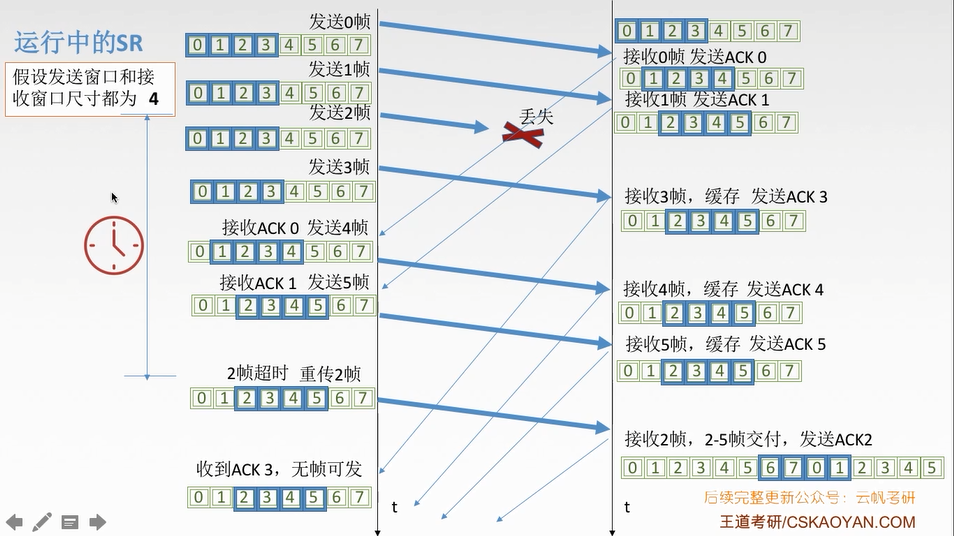 运行中的SR
假设发送窗口和接
收窗口尺寸都为 4
发送0帧
0 1 2 3 4 5 6 7
发送1帧
0 1 2 3 4 5 6 7
发送2帧
0 1 2 3 4 5 6 7
发送3帧
0 1 2 3 4 5 6 7
接收ACK 0 发送4帧
0 1 2 3 4 5 6 7
接收ACK 1 发送5帧
0 1 2 3 4 5 6 7
2帧超时 重传2帧
0 1 2 3 4 5 6 7
收到ACK 3，无帧可发
0 1 2 3 4 5 6 7
t
丢失
0 1 2 3 4 5 6 7
接收0帧 发送ACK 0
0 1 2 3 4 5 6 7
接收1帧 发送ACK 1
0 1 2 3 4 5 6 7
接收3帧，缓存 发送ACK 3
0 1 2 3 4 5 6 7
接收4帧，缓存 发送ACK 4
0 1 2 3 4 5 6 7
接收5帧，缓存 发送ACK 5
0 1 2 3 4 5 6 7
接收2帧，2-5帧交付，发送ACK2
0 1 2 3 4 5 6 7 0 1 2 3 4 5
t
后续完整更新公众号：云帆考研
王道考研/CSKAOYAN.COM